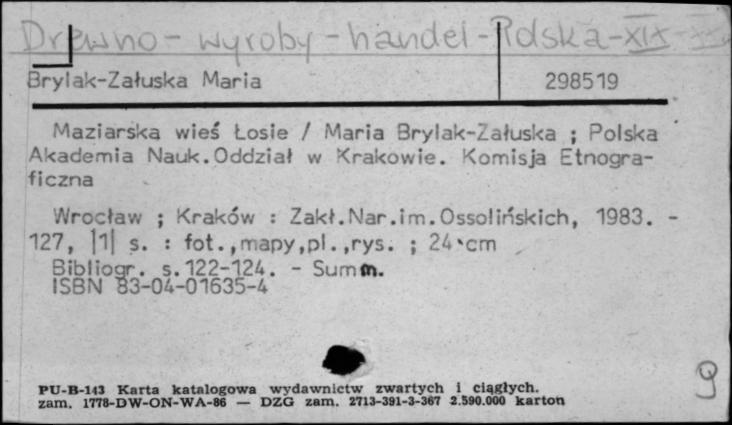 Drewno - wyroby - handel - Polska - XIX -
Brylak-Załuska Maria 298519
Maziarska wieś Łosie / Maria Brylak-Załuska ; Polska
Akademia Nauk.Oddział w Krakowie. Komisja Etnogra-
ficzna
Wrocław ; Kraków : Zakł.Nar.im.Ossolińskich, 1983. -
127, |1| s. : fot.,mapy,pl.,rys. ; 24 cm
Bibliogr. s.122-124. - Summ.
ISBN 83-04-01635-4
PU-B-143 Karta katalogowa wydawnictw zwartych i ciągłych.
zam. 1778-DW-ON-WA-86 — DZG zam. 2713-391-3-367 2.590.000 karton
9